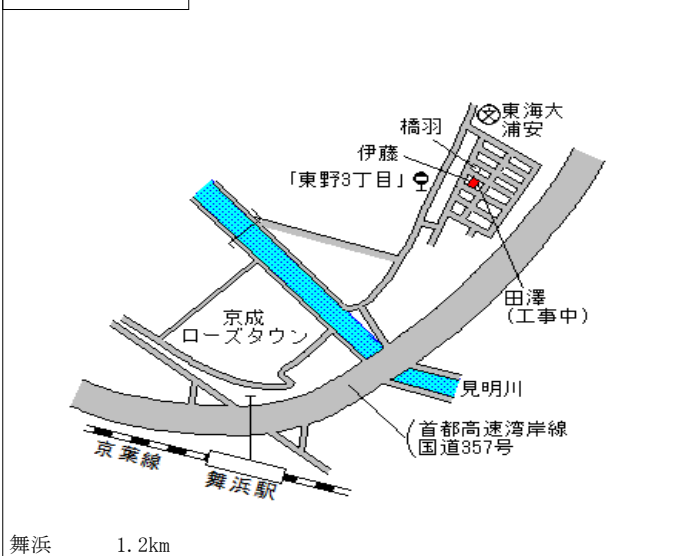 東海大
浦安
橋羽
伊藤
「東野3丁目」
田澤
(工事中)
京成
ローズタウン
見明川
首都高速湾岸線
国道357号
京葉線
舞浜駅
舞浜 1.2km